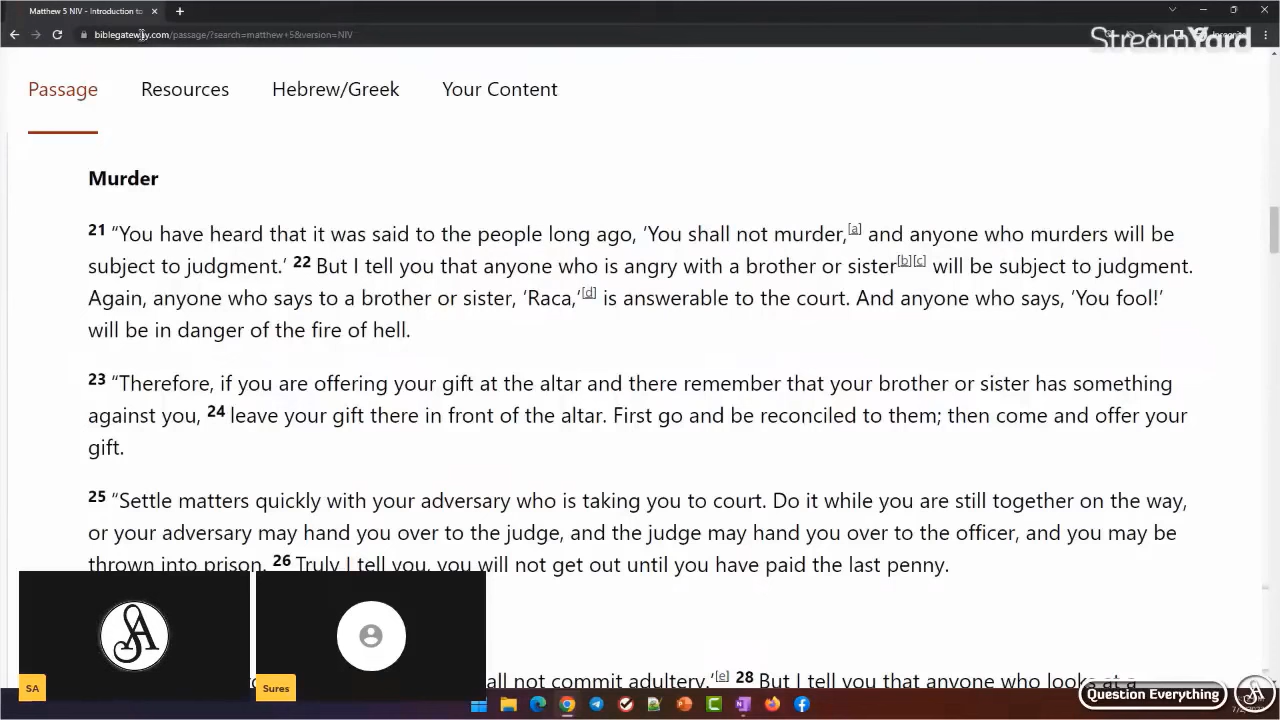 Matthew 5 NIV - Introduction to
biblegateway.com/passage/?search=matthew+5&version=NIV
StreamYard
Passage Resources Hebrew/Greek Your Content
Murder
21 “You have heard that it was said to the people long ago, ‘You shall not murder,[a] and anyone who murders will be
subject to judgment.’ 22 But I tell you that anyone who is angry with a brother or sister[b][c] will be subject to judgment.
Again, anyone who says to a brother or sister, ‘Raca,’[d] is answerable to the court. And anyone who says, ‘You fool!’
will be in danger of the fire of hell.
23 “Therefore, if you are offering your gift at the altar and there remember that your brother or sister has something
against you, 24 leave your gift there in front of the altar. First go and be reconciled to them; then come and offer your
gift.
25 “Settle matters quickly with your adversary who is taking you to court. Do it while you are still together on the way,
or your adversary may hand you over to the judge, and the judge may hand you over to the officer, and you may be
thrown into prison. 26 Truly I tell you, you will not get out until you have paid the last penny.
all not commit adultery.’[e] 28 But I tell you that anyone who looks at a
SA
Sures
Question Everything